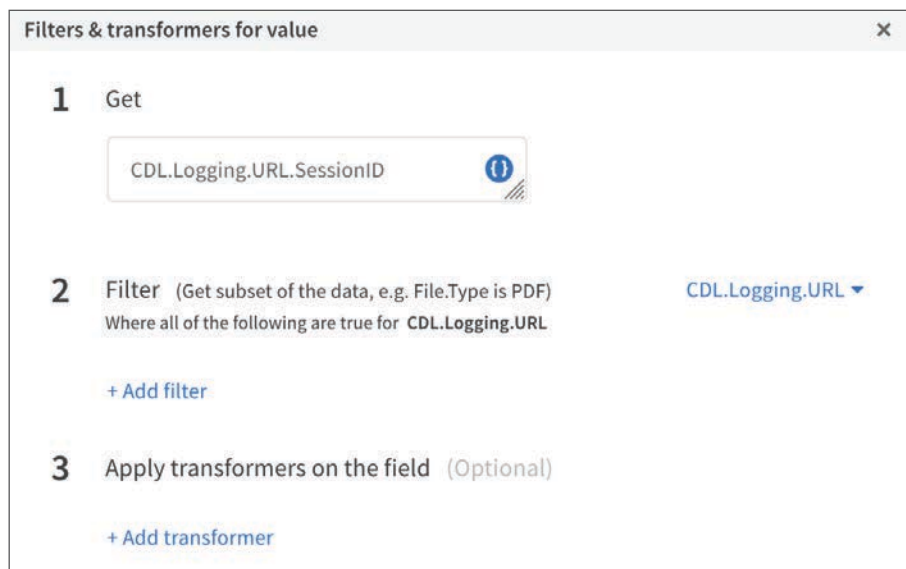 Filters & transformers for value ×
1 Get
CDL.Logging.URL.SessionID {}
2 Filter (Get subset of the data, e.g. File.Type is PDF) CDL.Logging.URL
Where all of the following are true for CDL.Logging.URL
+ Add filter
3 Apply transformers on the field (Optional)
+ Add transformer